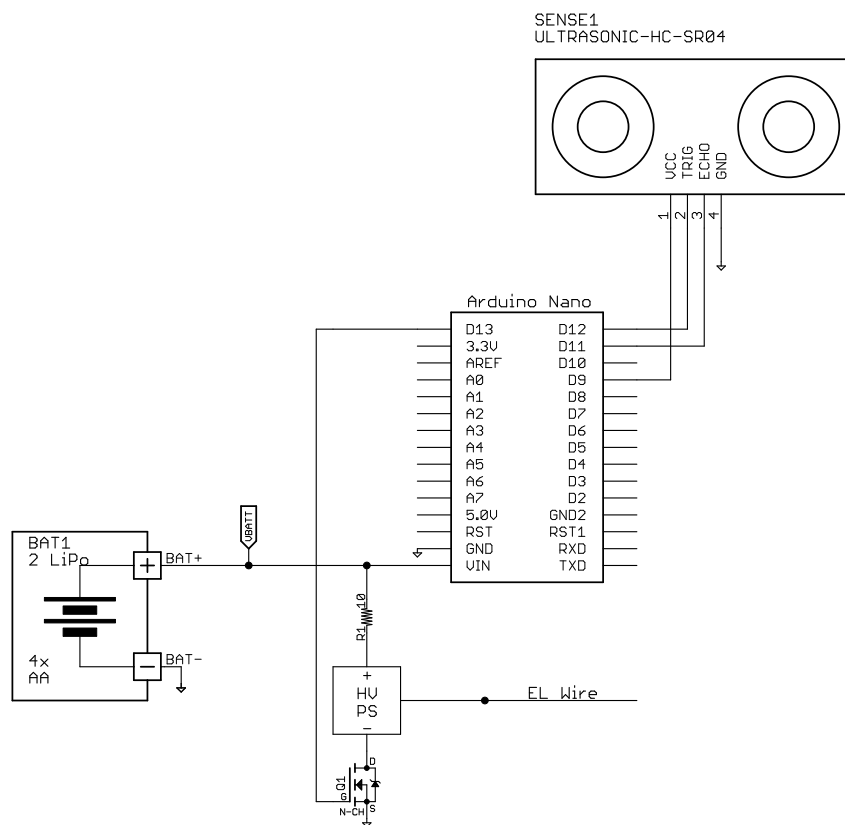 SENSE1
ULTRASONIC-HC-SR04
VCC
TRIG
ECHO
GND
1
2
3
4
Arduino Nano
D13 D12
3.3V D11
AREF D10
A0 D9
A1 D8
A2 D7
A3 D6
A4 D5
A5 D4
A6 D3
A7 D2
5.0V GND2
RST RST1
GND RXD
VIN TXD
VBATT
BAT1
2 LiPo
+ BAT+
- BAT-
4x
AA
R1 10
+
HV
PS
-
EL Wire
D
Q1
G
S
N-CH